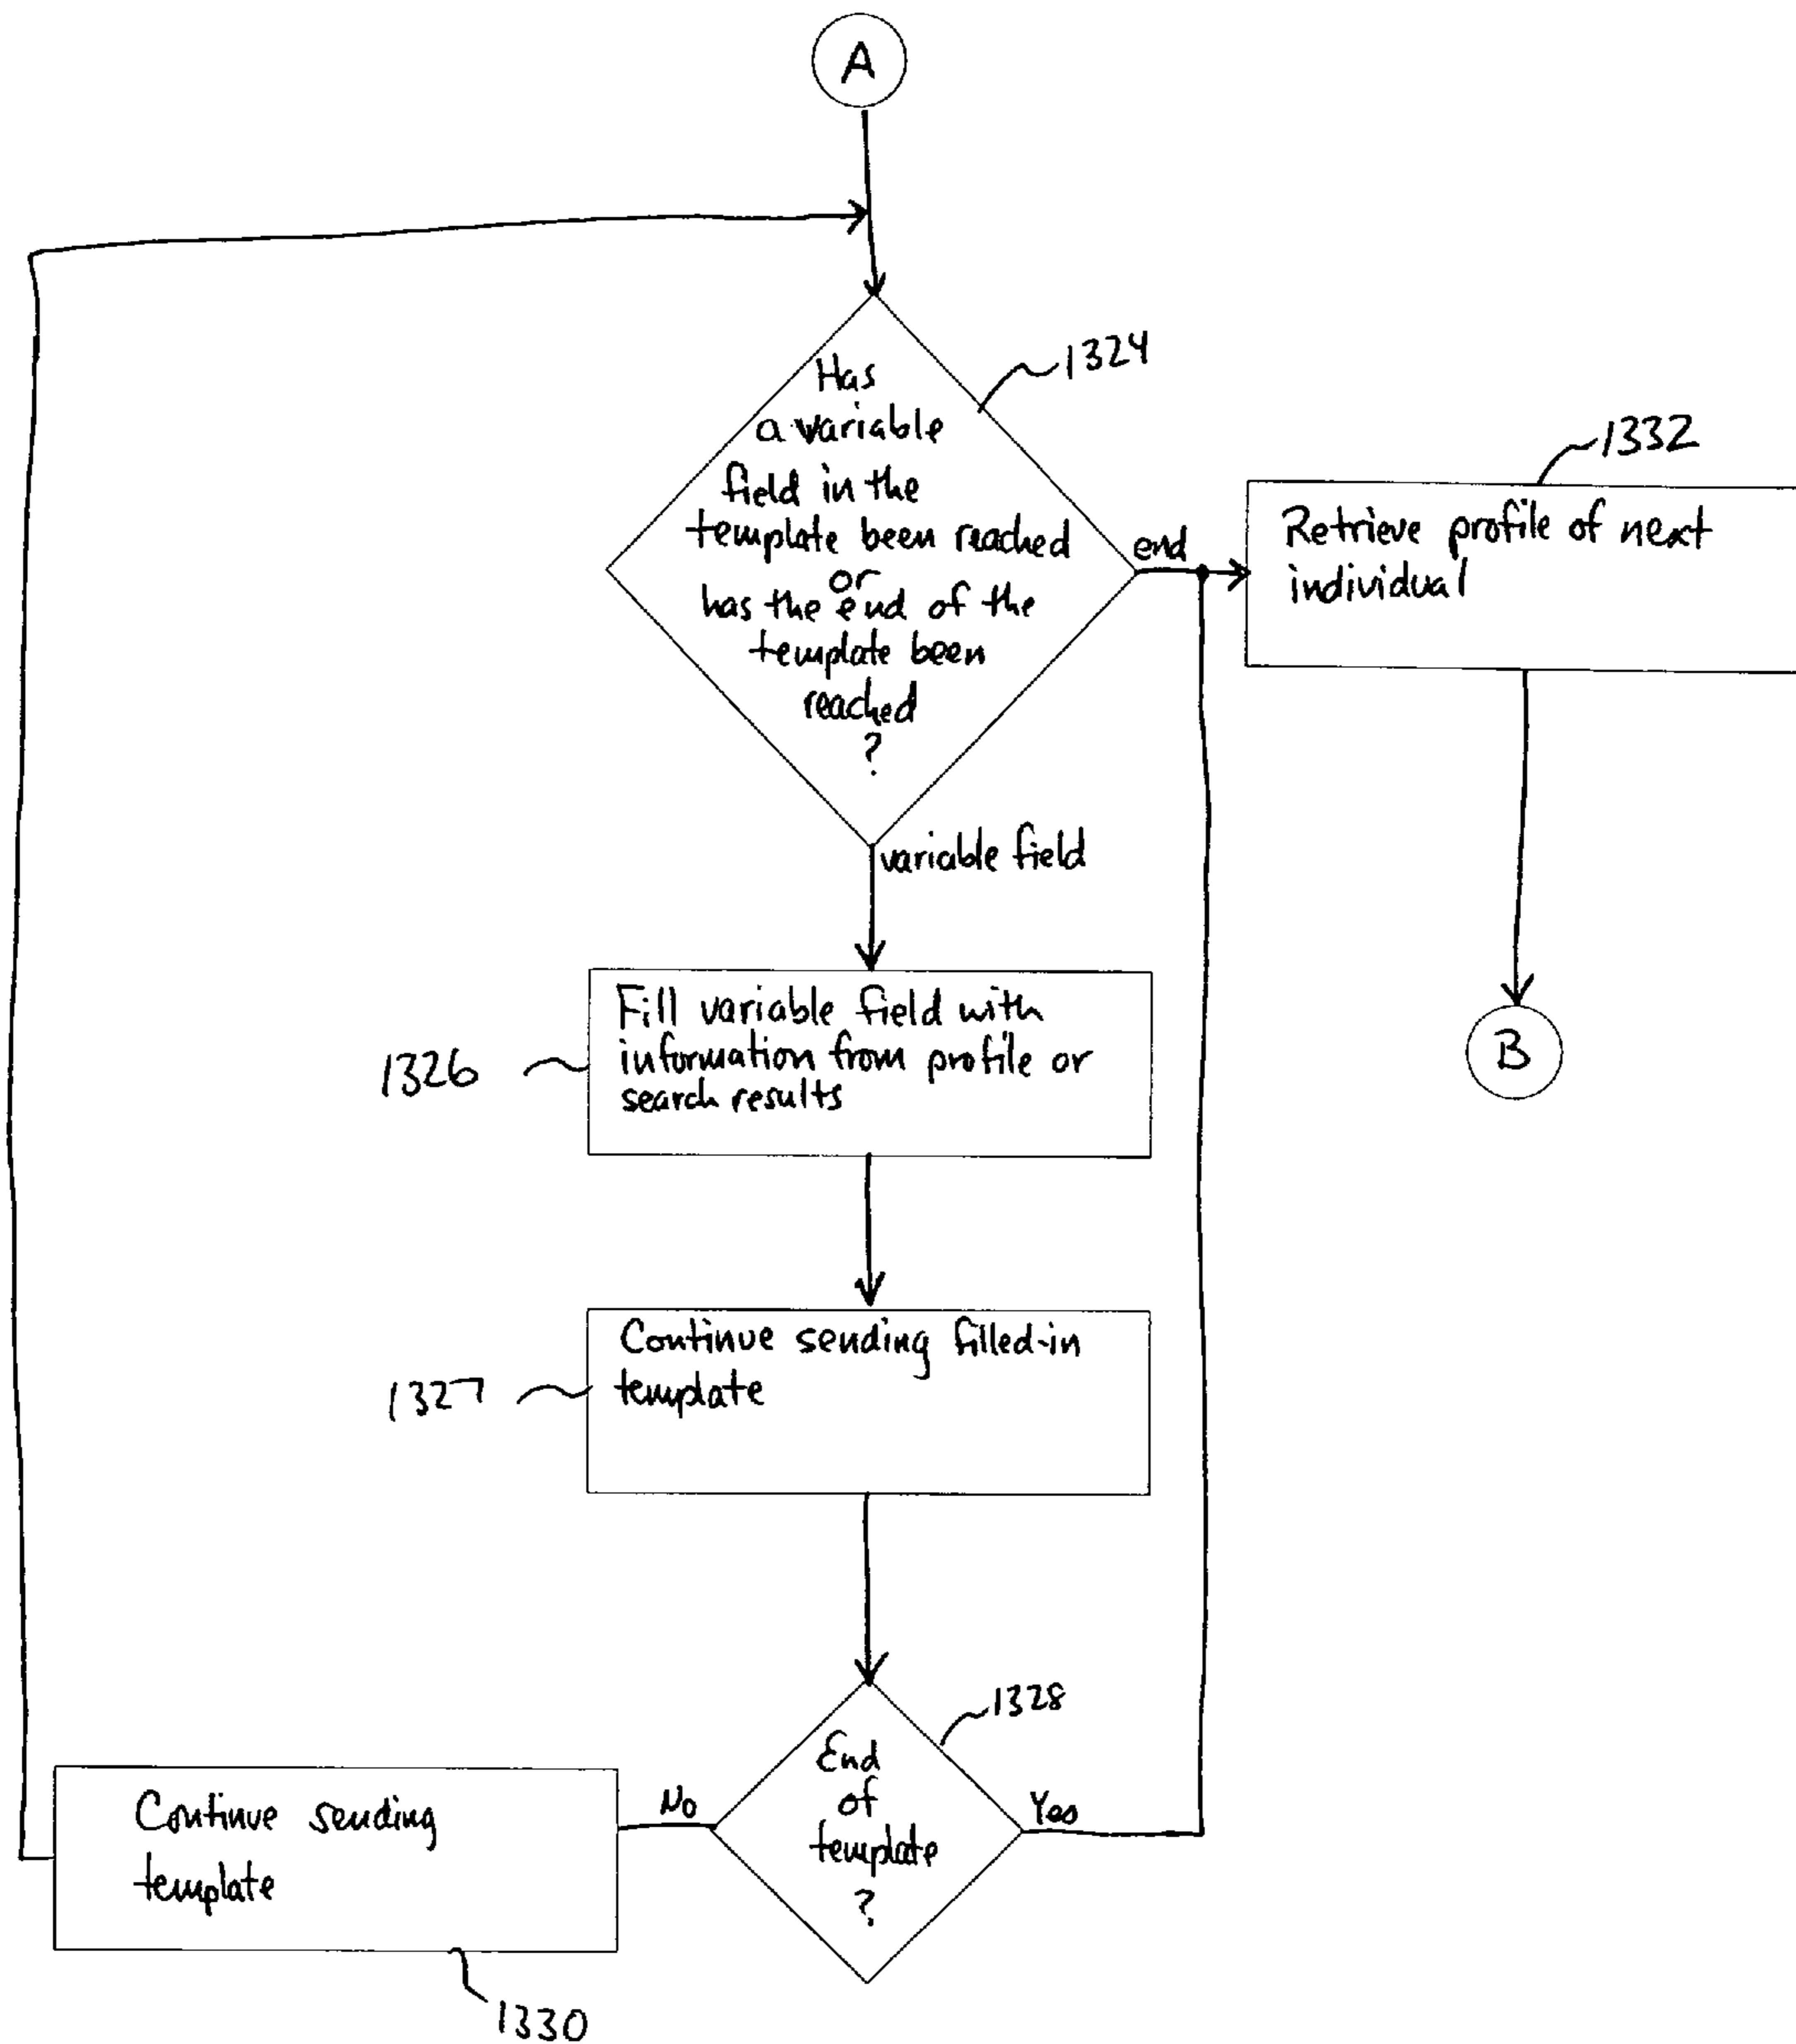 A
1324
Has
a variable
field in the
template been reached
or
has the end of the
template been
reached
?
end
1332
Retrieve profile of next
individual
B
variable field
1326
Fill variable field with
information from profile or
search results
1327
Continue sending filled-in
template
1328
End
of
template
?
Yes
No
Continue sending
template
1330